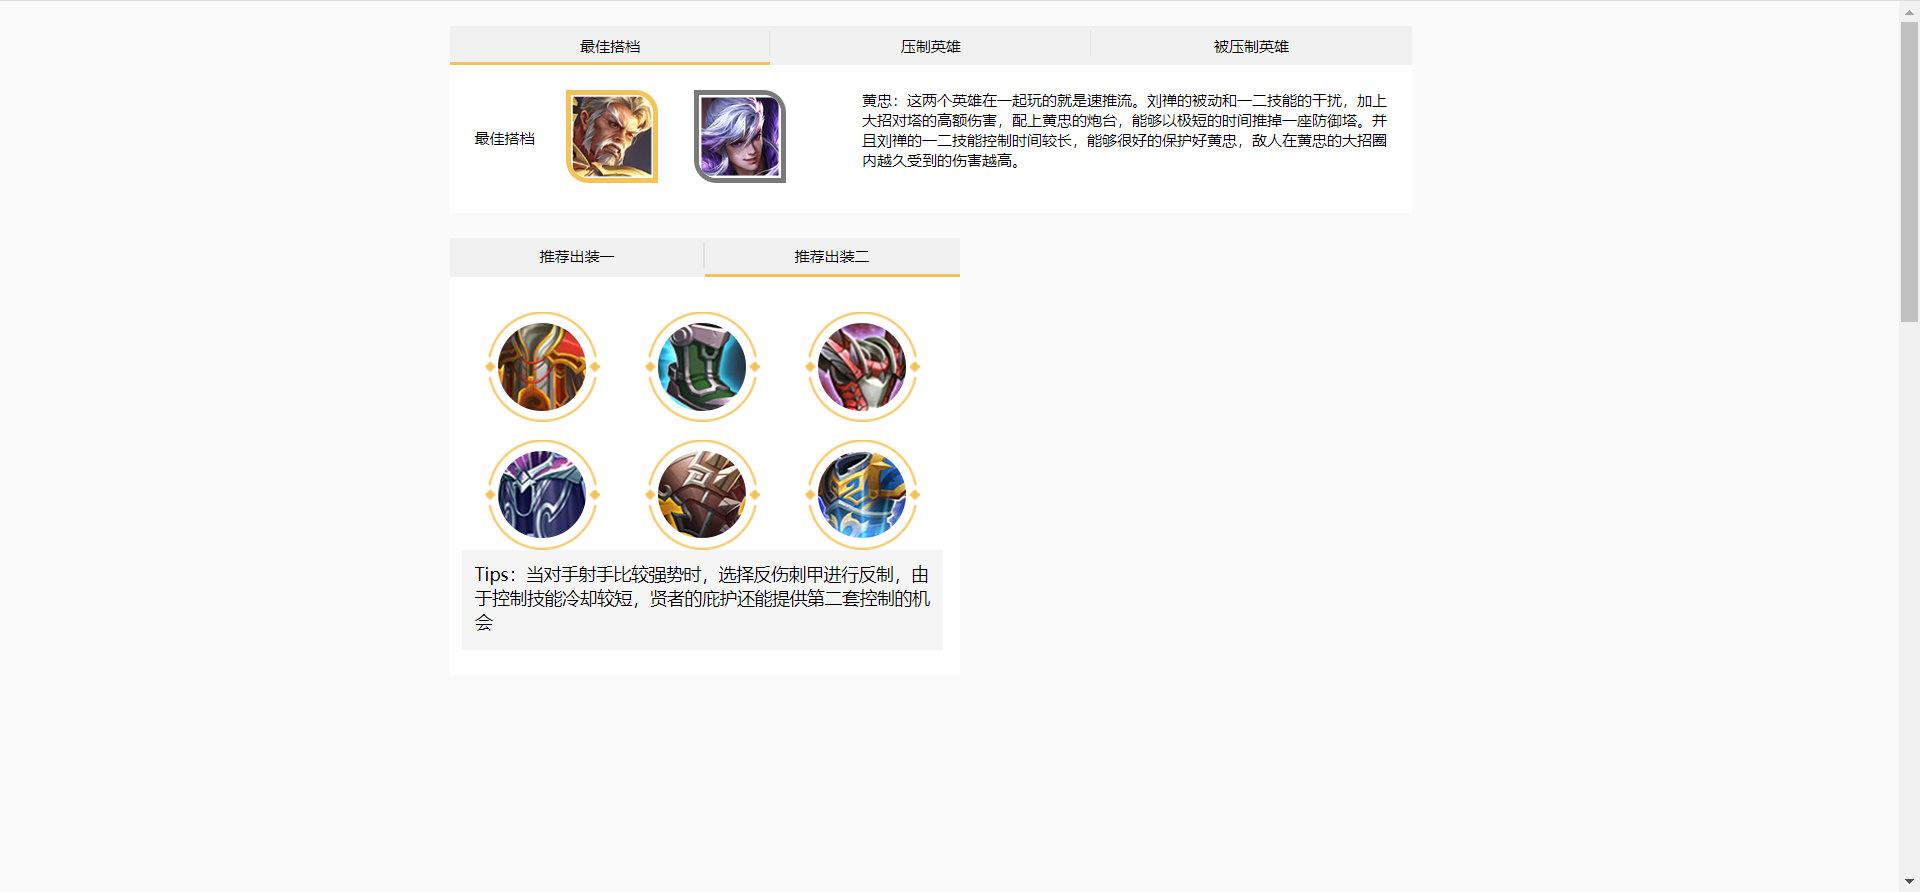 最佳搭档
压制英雄
被压制英雄
最佳搭档
黄忠：这两个英雄在一起玩的就是速推流。刘禅的被动和一二技能的干扰，加上
大招对塔的高额伤害，配上黄忠的炮台，能够以极短的时间推掉一座防御塔。并
且刘禅的一二技能控制时间较长，能够很好的保护好黄忠，敌人在黄忠的大招圈
内越久受到的伤害越高。
推荐出装一
推荐出装二
Tips：当对手射手比较强势时，选择反伤刺甲进行反制，由
于控制技能冷却较短，贤者的庇护还能提供第二套控制的机
会